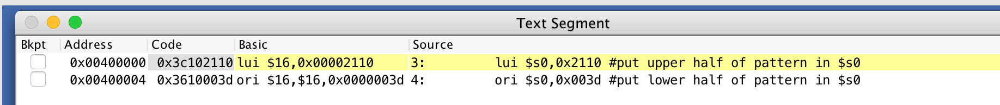 Text Segment
Bkpt Address Code Basic Source
0x00400000 0x3c102110 lui $16,0x00002110 3: lui $s0,0x2110 #put upper half of pattern in $s0
0x00400004 0x3610003d ori $16,$16,0x0000003d 4: ori $s0,0x003d #put lower half of pattern in $s0